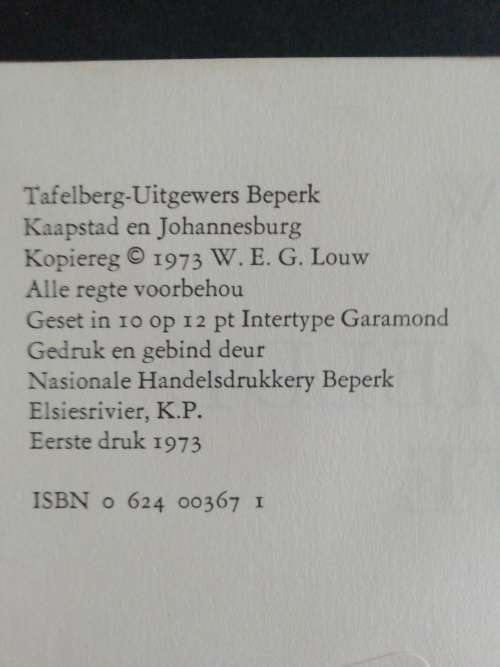 Tafelberg-Uitgewers Beperk
Kaapstad en Johannesburg
Kopiereg © 1973 W. E. G. Louw
Alle regte voorbehou
Geset in 10 op 12 pt Intertype Garamond
Gedruk en gebind deur
Nasionale Handelsdrukkery Beperk
Elsiesrivier, K.P.
Eerste druk 1973
ISBN 0 624 00367 1